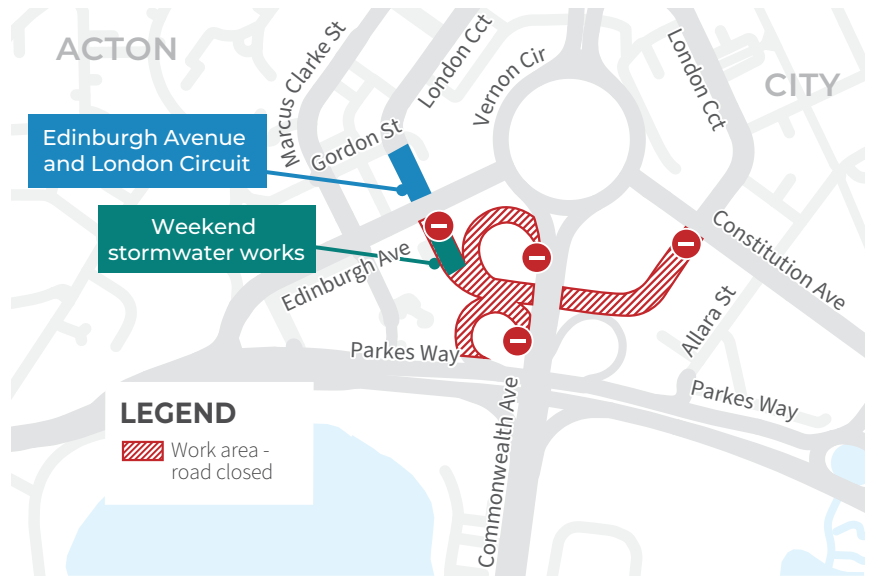 ACTON
Marcus Clarke St
London Cct
Vernon Cir
London Cct
CITY
Edinburgh Avenue
and London Circuit
Gordon St
Weekend
stormwater works
Edinburgh Ave
Constitution Ave
Allara St
Parkes Way
Parkes Way
Commonwealth Ave
LEGEND
Work area -
road closed